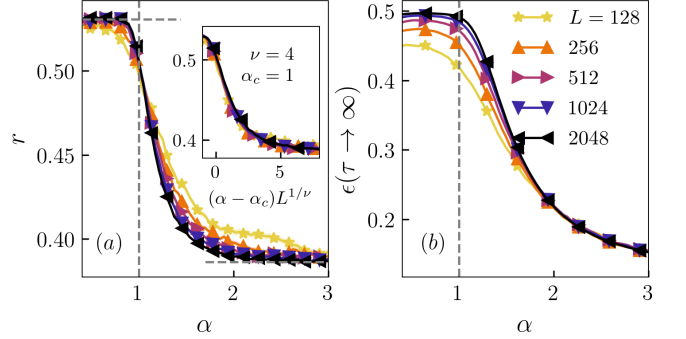 0.50
0.45
0.40
r
(a)
1
2
3
α
0.5
0.4
0
5
ν = 4
α_c = 1
(α − α_c)L^{1/ν}
0.5
0.4
0.3
0.2
ϵ(τ → ∞)
L = 128
256
512
1024
2048
(b)
1
2
3
α